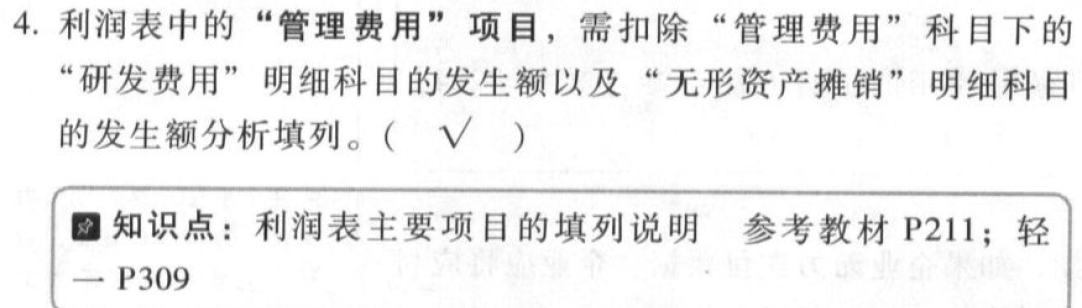 4. 利润表中的“管理费用”项目，需扣除“管理费用”科目下的
“研发费用”明细科目的发生额以及“无形资产摊销”明细科目
的发生额分析填列。( √ )
知识点：利润表主要项目的填列说明 参考教材 P211；轻
一 P309